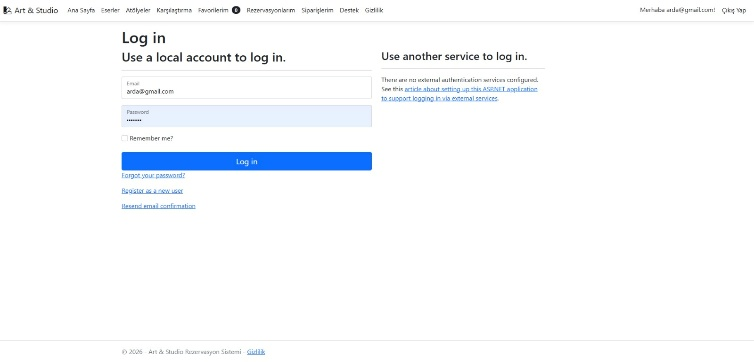 Art & Studio Ana Sayfa Eserler Atölyeler Karşılaştırma Favorilerim 0 Rezervasyonlarım Siparişlerim Destek Gizlilik Merhaba arda@gmail.com! Çıkış Yap
Log in
Use a local account to log in.
Email
arda@gmail.com
Password
Remember me?
Log in
Forgot your password?
Register as a new user
Resend email confirmation
Use another service to log in.
There are no external authentication services configured.
See this article about setting up this ASP.NET application
to support logging in via external services.
© 2026 - Art & Studio Rezervasyon Sistemi - Gizlilik